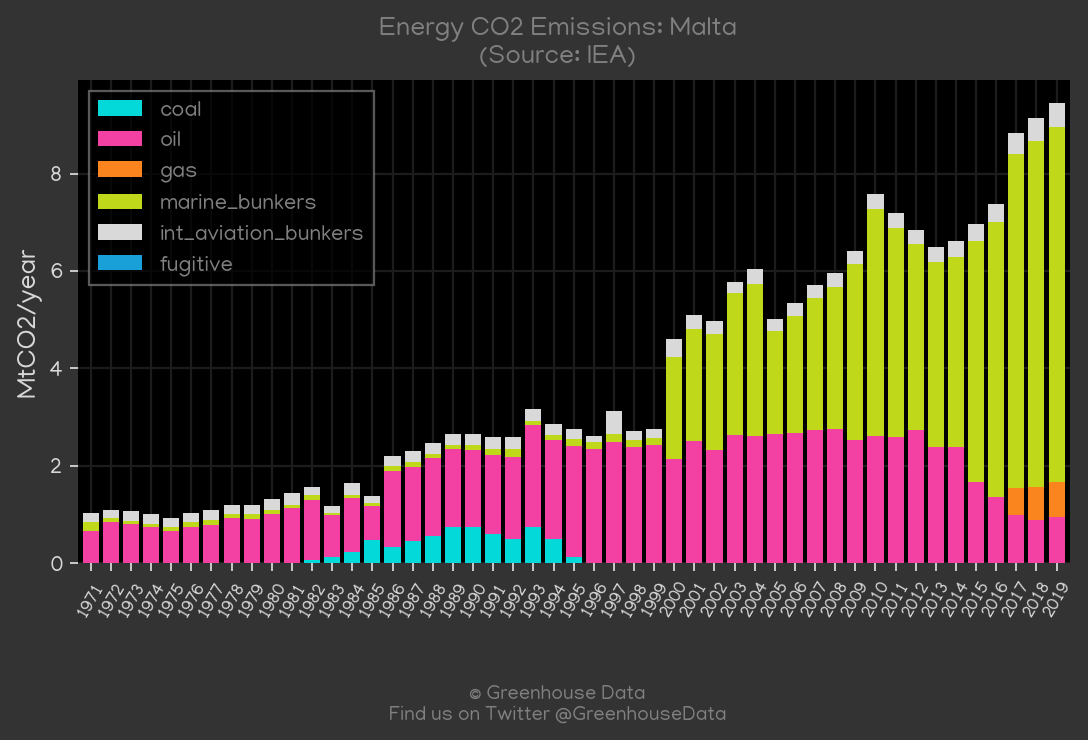 Energy CO2 Emissions: Malta
(Source: IEA)
coal
oil
gas
marine_bunkers
int_aviation_bunkers
fugitive
MtCO2/year
8
6
4
2
0
1971 1972 1973 1974 1975 1976 1977 1978 1979 1980 1981 1982 1983 1984 1985 1986 1987 1988 1989 1990 1991 1992 1993 1994 1995 1996 1997 1998 1999 2000 2001 2002 2003 2004 2005 2006 2007 2008 2009 2010 2011 2012 2013 2014 2015 2016 2017 2018 2019
© Greenhouse Data
Find us on Twitter @GreenhouseData